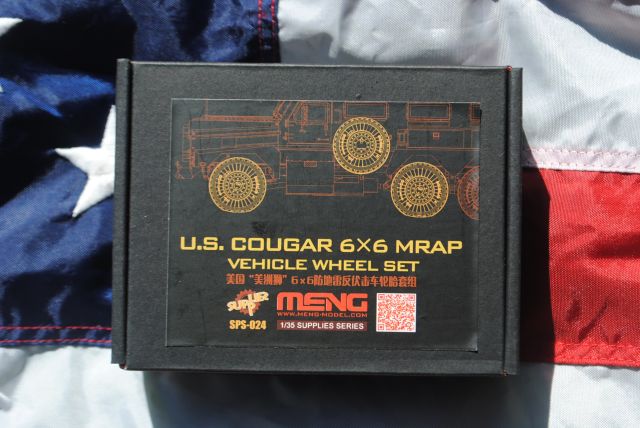 U.S. COUGAR 6×6 MRAP
VEHICLE WHEEL SET
美国“美洲狮”6×6防地雷反伏击车轮胎套组
SUPPLIER
SPS-024
MENG
WWW.MENG-MODEL.COM
1/35 SUPPLIES SERIES